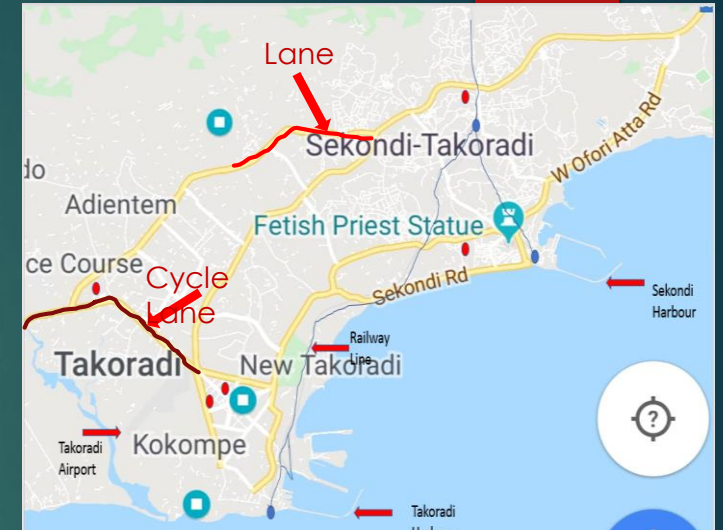 Lane
Sekondi-Takoradi
W Ofori Atta Rd
Adientem
Fetish Priest Statue
ce Course
Cycle
Lane
Sekondi Rd
Sekondi
Harbour
Railway
Line
Takoradi
New Takoradi
Takoradi
Airport
Kokompe
Takoradi